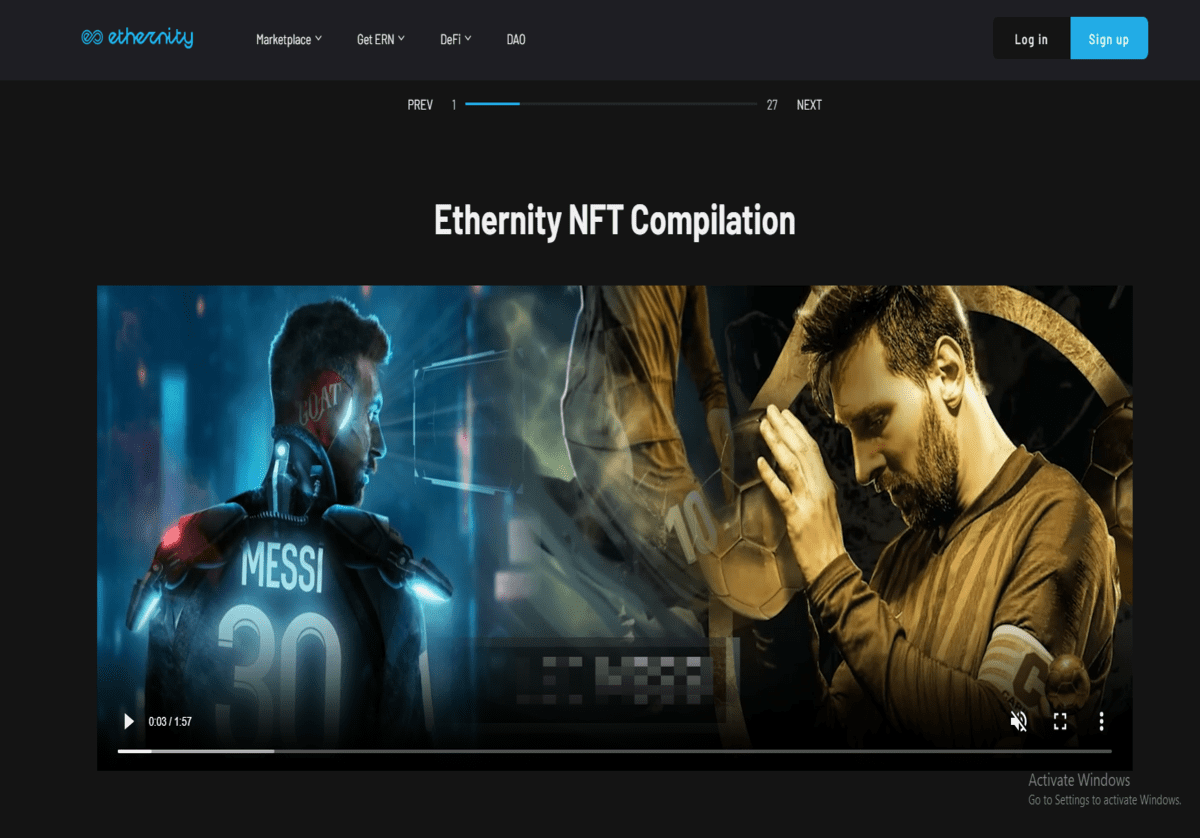 ethernity
Marketplace
Get ERN
DeFi
DAO
Log in
Sign up
PREV 1 27 NEXT
Ethernity NFT Compilation
GOAT
MESSI
30
10
C
0:03 / 1:57
Activate Windows
Go to Settings to activate Windows.